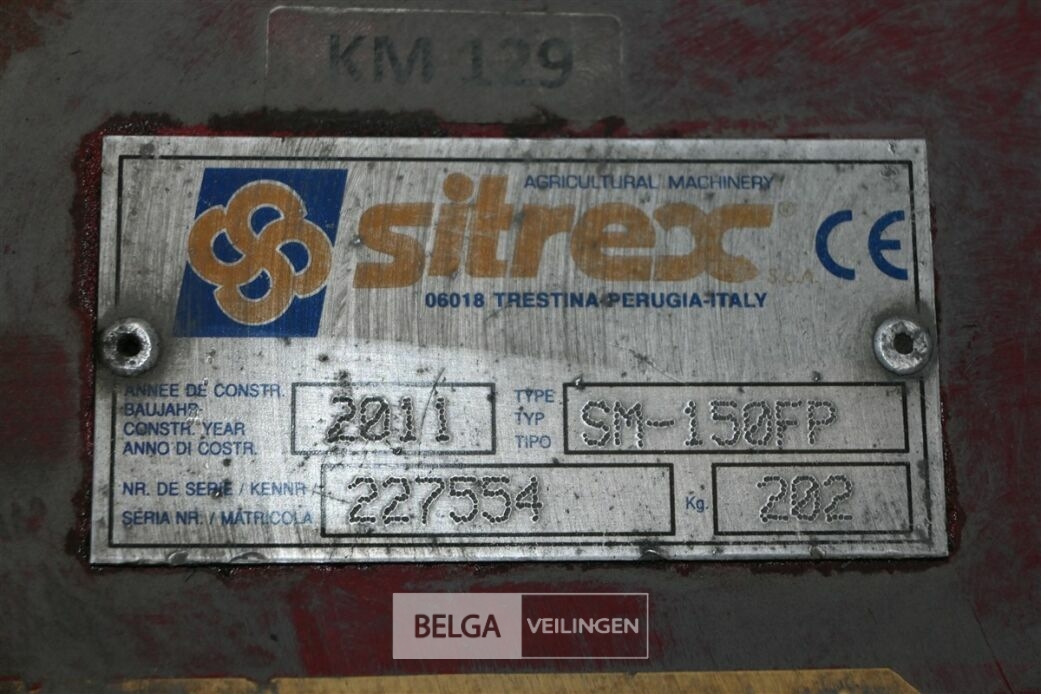 KM 129
AGRICULTURAL MACHINERY
sitrex®
S.p.A.
CE
06018 TRESTINA-PERUGIA-ITALY
ANNEE DE CONSTR.
BAUJAHR
CONSTR. YEAR
ANNO DI COSTR.
2011
TYPE
TYP
TIPO
SM-150FP
NR. DE SERIE / KENNR /
SERIA NR. / MATRICOLA
227554
Kg.
202
BELGA VEILINGEN